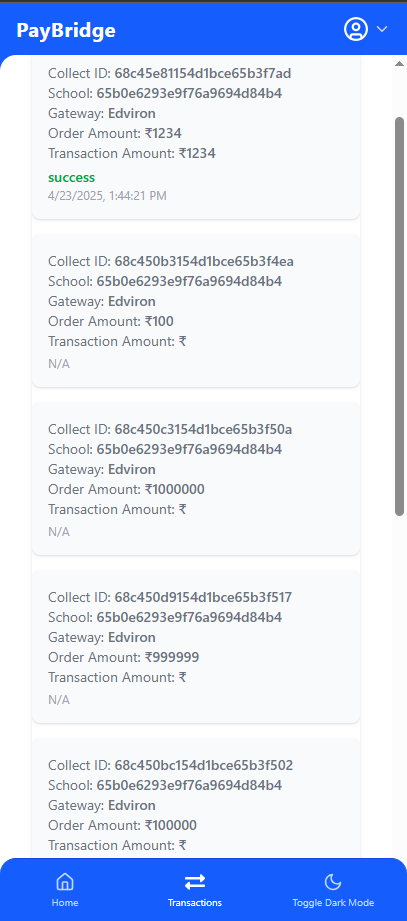 PayBridge
Collect ID: 68c45e81154d1bce65b3f7ad
School: 65b0e6293e9f76a9694d84b4
Gateway: Edviron
Order Amount: ₹1234
Transaction Amount: ₹1234
success
4/23/2025, 1:44:21 PM
Collect ID: 68c450b3154d1bce65b3f4ea
School: 65b0e6293e9f76a9694d84b4
Gateway: Edviron
Order Amount: ₹100
Transaction Amount: ₹
N/A
Collect ID: 68c450c3154d1bce65b3f50a
School: 65b0e6293e9f76a9694d84b4
Gateway: Edviron
Order Amount: ₹1000000
Transaction Amount: ₹
N/A
Collect ID: 68c450d9154d1bce65b3f517
School: 65b0e6293e9f76a9694d84b4
Gateway: Edviron
Order Amount: ₹999999
Transaction Amount: ₹
N/A
Collect ID: 68c450bc154d1bce65b3f502
School: 65b0e6293e9f76a9694d84b4
Gateway: Edviron
Order Amount: ₹100000
Transaction Amount: ₹
Home
Transactions
Toggle Dark Mode